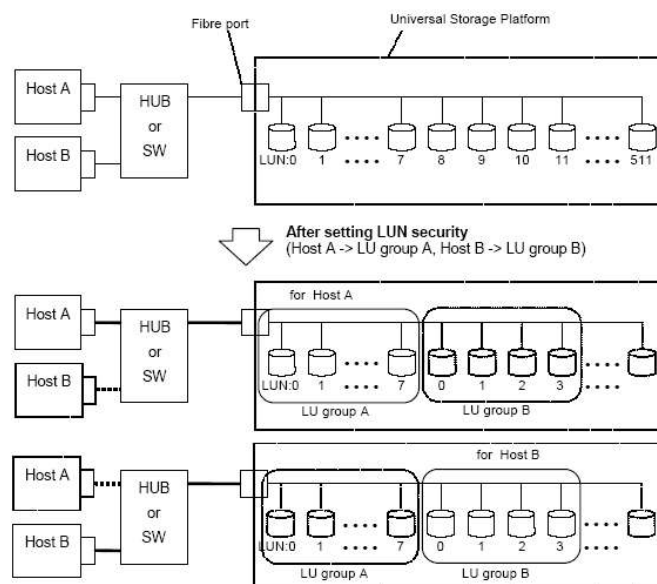 Fibre port
Universal Storage Platform
Host A
HUB
or
SW
Host B
LUN:0 1 •••• 7 8 9 10 11 •••• 511
After setting LUN security
(Host A -> LU group A, Host B -> LU group B)
for Host A
Host A
HUB
or
SW
Host B
LUN:0 1 •••• 7 0 1 2 3 ••••
LU group A LU group B
for Host B
Host A
HUB
or
SW
Host B
LUN:0 1 •••• 7 0 1 2 3 ••••
LU group A LU group B